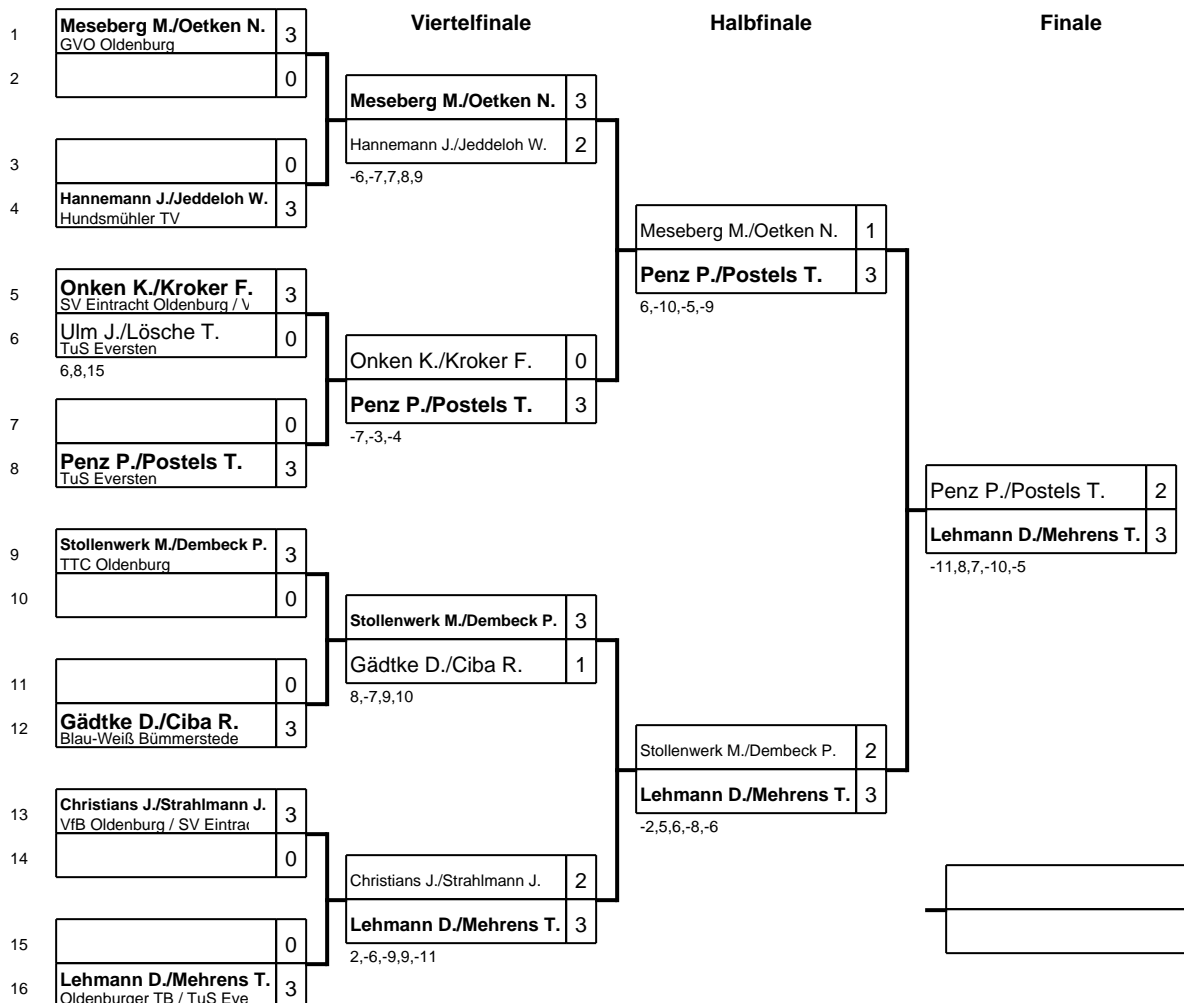 Viertelfinale
Halbfinale
Finale
1
Meseberg M./Oetken N. 3
GVO Oldenburg
2
0
3
0
4
Hannemann J./Jeddeloh W. 3
Hundsmühler TV
5
Onken K./Kroker F. 3
SV Eintracht Oldenburg /
6
Ulm J./Lösche T. 0
TuS Eversten
6,8,15
7
0
8
Penz P./Postels T. 3
TuS Eversten
9
Stollenwerk M./Dembeck P. 3
TTC Oldenburg
10
0
11
0
12
Gädtke D./Ciba R. 3
Blau-Weiß Bümmerstede
13
Christians J./Strahlmann J. 3
VfB Oldenburg / SV Eintrac
14
0
15
0
16
Lehmann D./Mehrens T. 3
Oldenburger TB / TuS Eve
Meseberg M./Oetken N. 3
Hannemann J./Jeddeloh W. 2
-6,-7,7,8,9
Onken K./Kroker F. 0
Penz P./Postels T. 3
-7,-3,-4
Stollenwerk M./Dembeck P. 3
Gädtke D./Ciba R. 1
8,-7,9,10
Christians J./Strahlmann J. 2
Lehmann D./Mehrens T. 3
2,-6,-9,9,-11
Meseberg M./Oetken N. 1
Penz P./Postels T. 3
6,-10,-5,-9
Stollenwerk M./Dembeck P. 2
Lehmann D./Mehrens T. 3
-2,5,6,-8,-6
Penz P./Postels T. 2
Lehmann D./Mehrens T. 3
-11,8,7,-10,-5